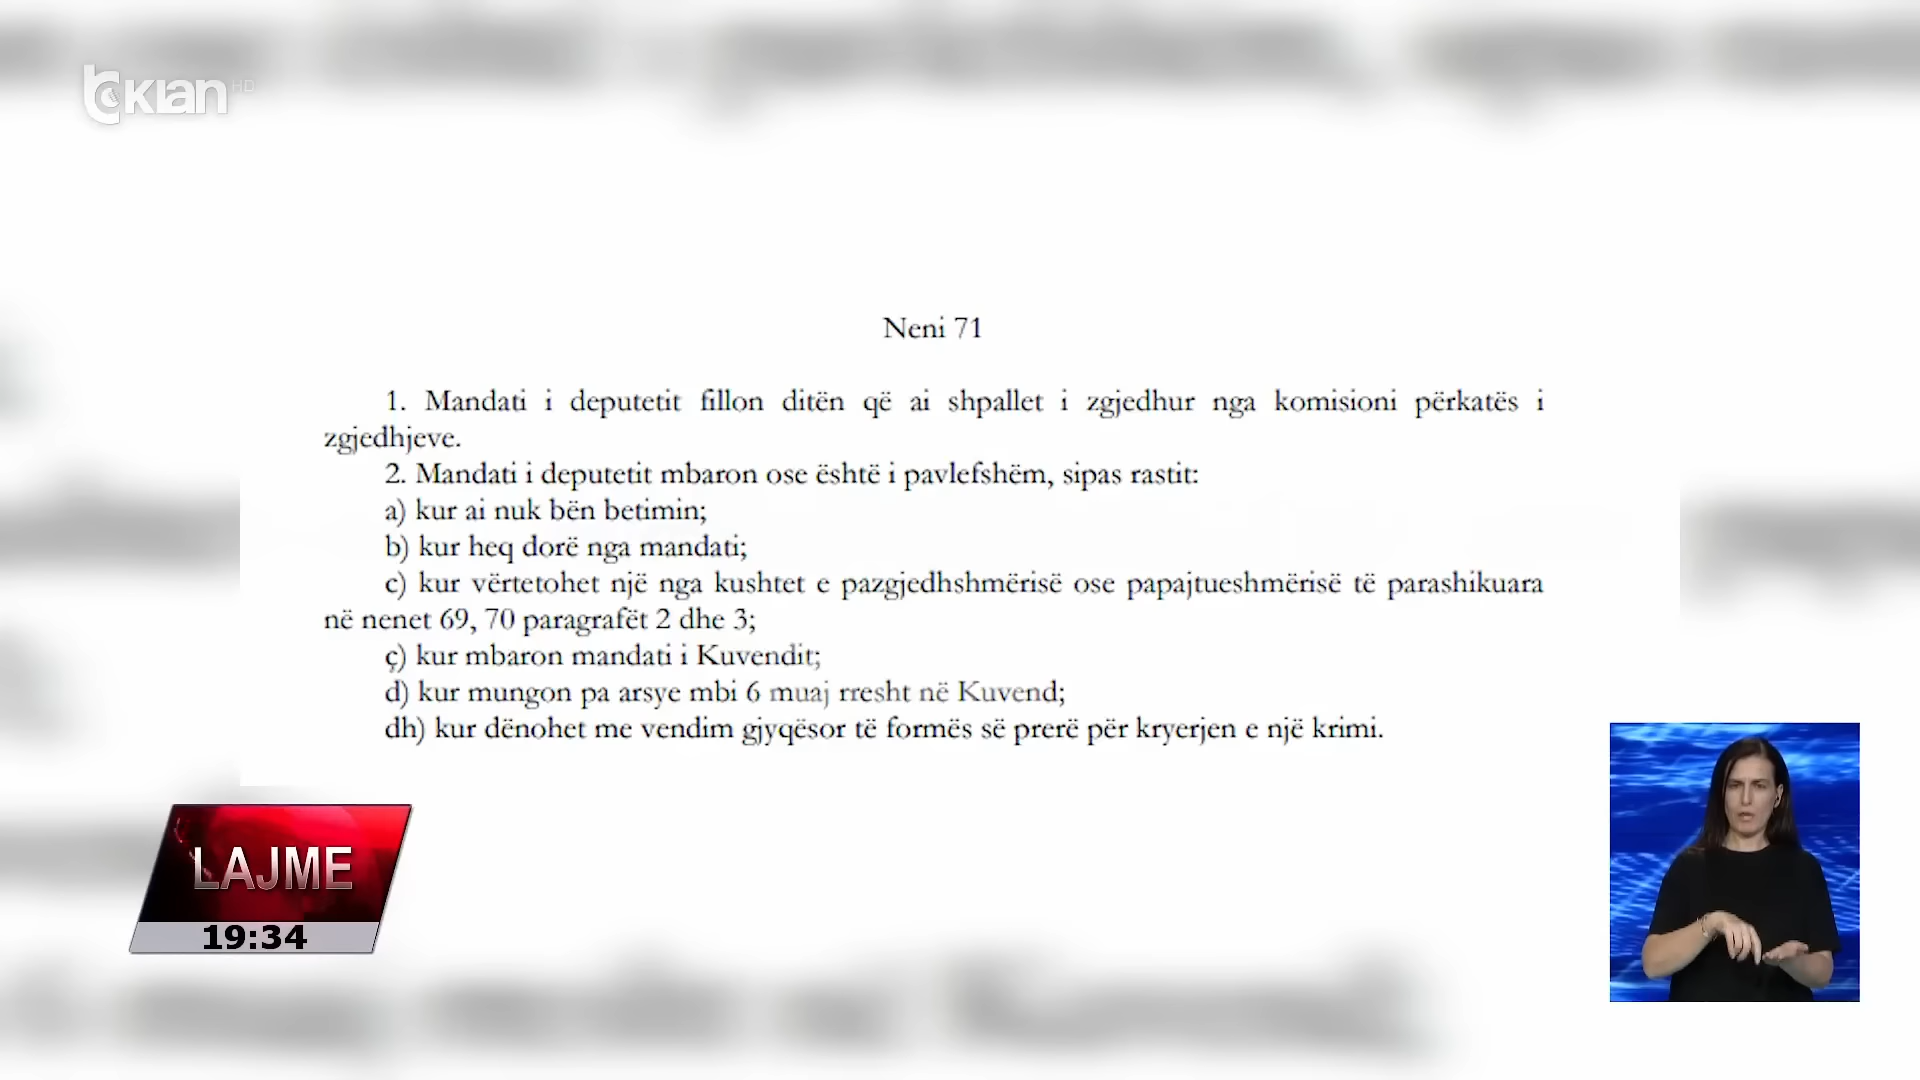 tv klan HD
Neni 71
1. Mandati i deputetit fillon ditën që ai shpallet i zgjedhur nga komisioni përkatës i
zgjedhjeve.
2. Mandati i deputetit mbaron ose është i pavlefshëm, sipas rastit:
a) kur ai nuk bën betimin;
b) kur heq dorë nga mandati;
c) kur vërtetohet një nga kushtet e pazgjedhshmërisë ose papajtueshmërisë të parashikuara
në nenet 69, 70 paragrafët 2 dhe 3;
ç) kur mbaron mandati i Kuvendit;
d) kur mungon pa arsye mbi 6 muaj rresht në Kuvend;
dh) kur dënohet me vendim gjyqësor të formës së prerë për kryerjen e një krimi.
LAJME
19:34